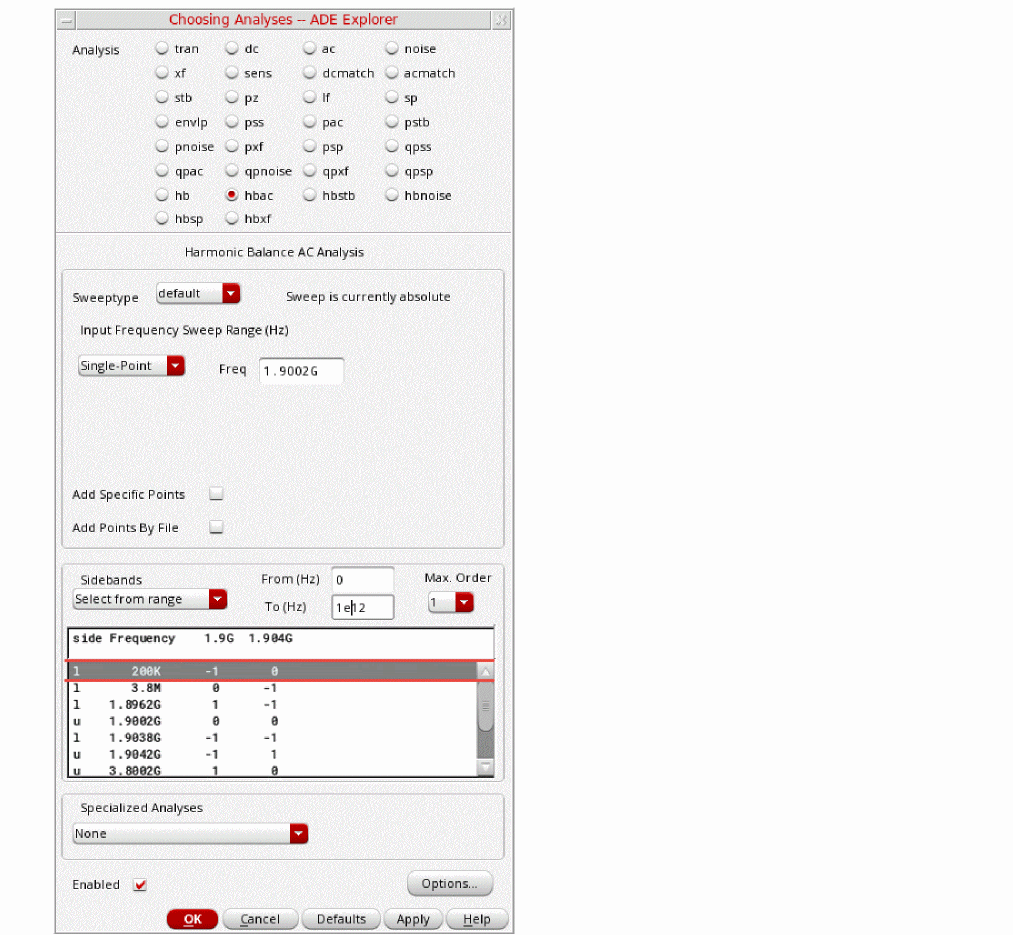 Choosing Analyses -- ADE Explorer
Analysis tran dc ac noise
xf sens dcmatch acmatch
stb pz lf sp
envlp pss pac pstb
pnoise pxf psp qpss
qpac qpnoise qpxf qpsp
hb hbac hbstb hbnoise
hbsp hbxf
Harmonic Balance AC Analysis
Sweeptype default Sweep is currently absolute
Input Frequency Sweep Range (Hz)
Single-Point Freq 1.9002G
Add Specific Points
Add Points By File
Sidebands From (Hz) 0 Max. Order
Select from range To (Hz) 1e12 1
side Frequency 1.9G 1.904G
l 200K -1 0
l 3.8M 0 -1
l 1.8962G 1 -1
u 1.9002G 0 0
l 1.9038G -1 -1
u 1.9042G -1 1
u 3.8002G 1 0
Specialized Analyses
None
Enabled Options...
OK Cancel Defaults Apply Help